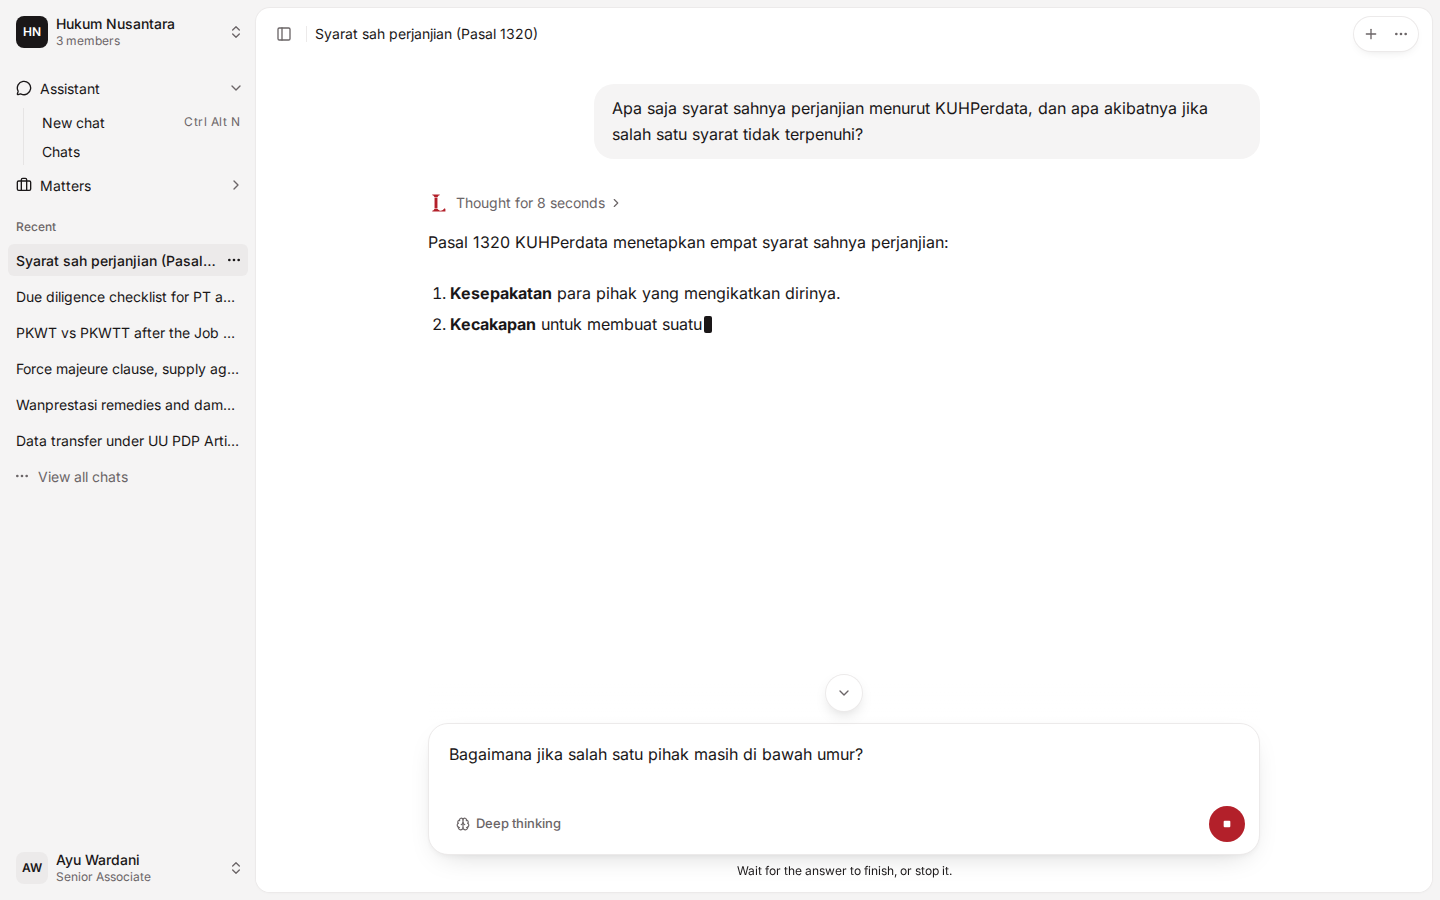 HN
Hukum Nusantara
3 members
Assistant
New chat
Ctrl Alt N
Chats
Matters
Recent
Syarat sah perjanjian (Pasal...
Due diligence checklist for PT a...
PKWT vs PKWTT after the Job ...
Force majeure clause, supply ag...
Wanprestasi remedies and dam...
Data transfer under UU PDP Arti...
View all chats
AW
Ayu Wardani
Senior Associate
Syarat sah perjanjian (Pasal 1320)
Apa saja syarat sahnya perjanjian menurut KUHPerdata, dan apa akibatnya jika
salah satu syarat tidak terpenuhi?
L
Thought for 8 seconds
Pasal 1320 KUHPerdata menetapkan empat syarat sahnya perjanjian:
1. Kesepakatan para pihak yang mengikatkan dirinya.
2. Kecakapan untuk membuat suatu
Bagaimana jika salah satu pihak masih di bawah umur?
Deep thinking
Wait for the answer to finish, or stop it.